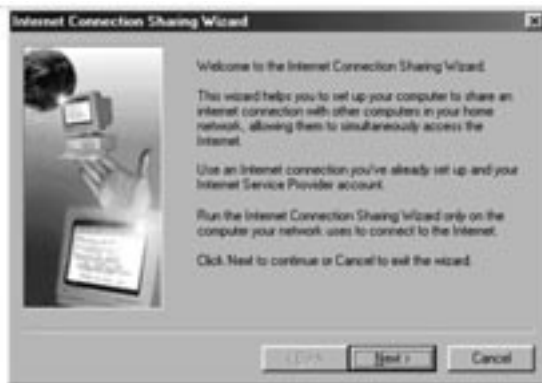 Internet Connection Sharing Wizard
Welcome to the Internet Connection Sharing Wizard.
This wizard helps you to set up your computer to share an
internet connection with other computers in your home
network, allowing them to simultaneously access the
Internet.
Use an Internet connection you've already set up and your
Internet Service Provider account.
Run the Internet Connection Sharing Wizard only on the
computer your network uses to connect to the Internet.
Click Next to continue or Cancel to exit the wizard.
< Back
Next >
Cancel